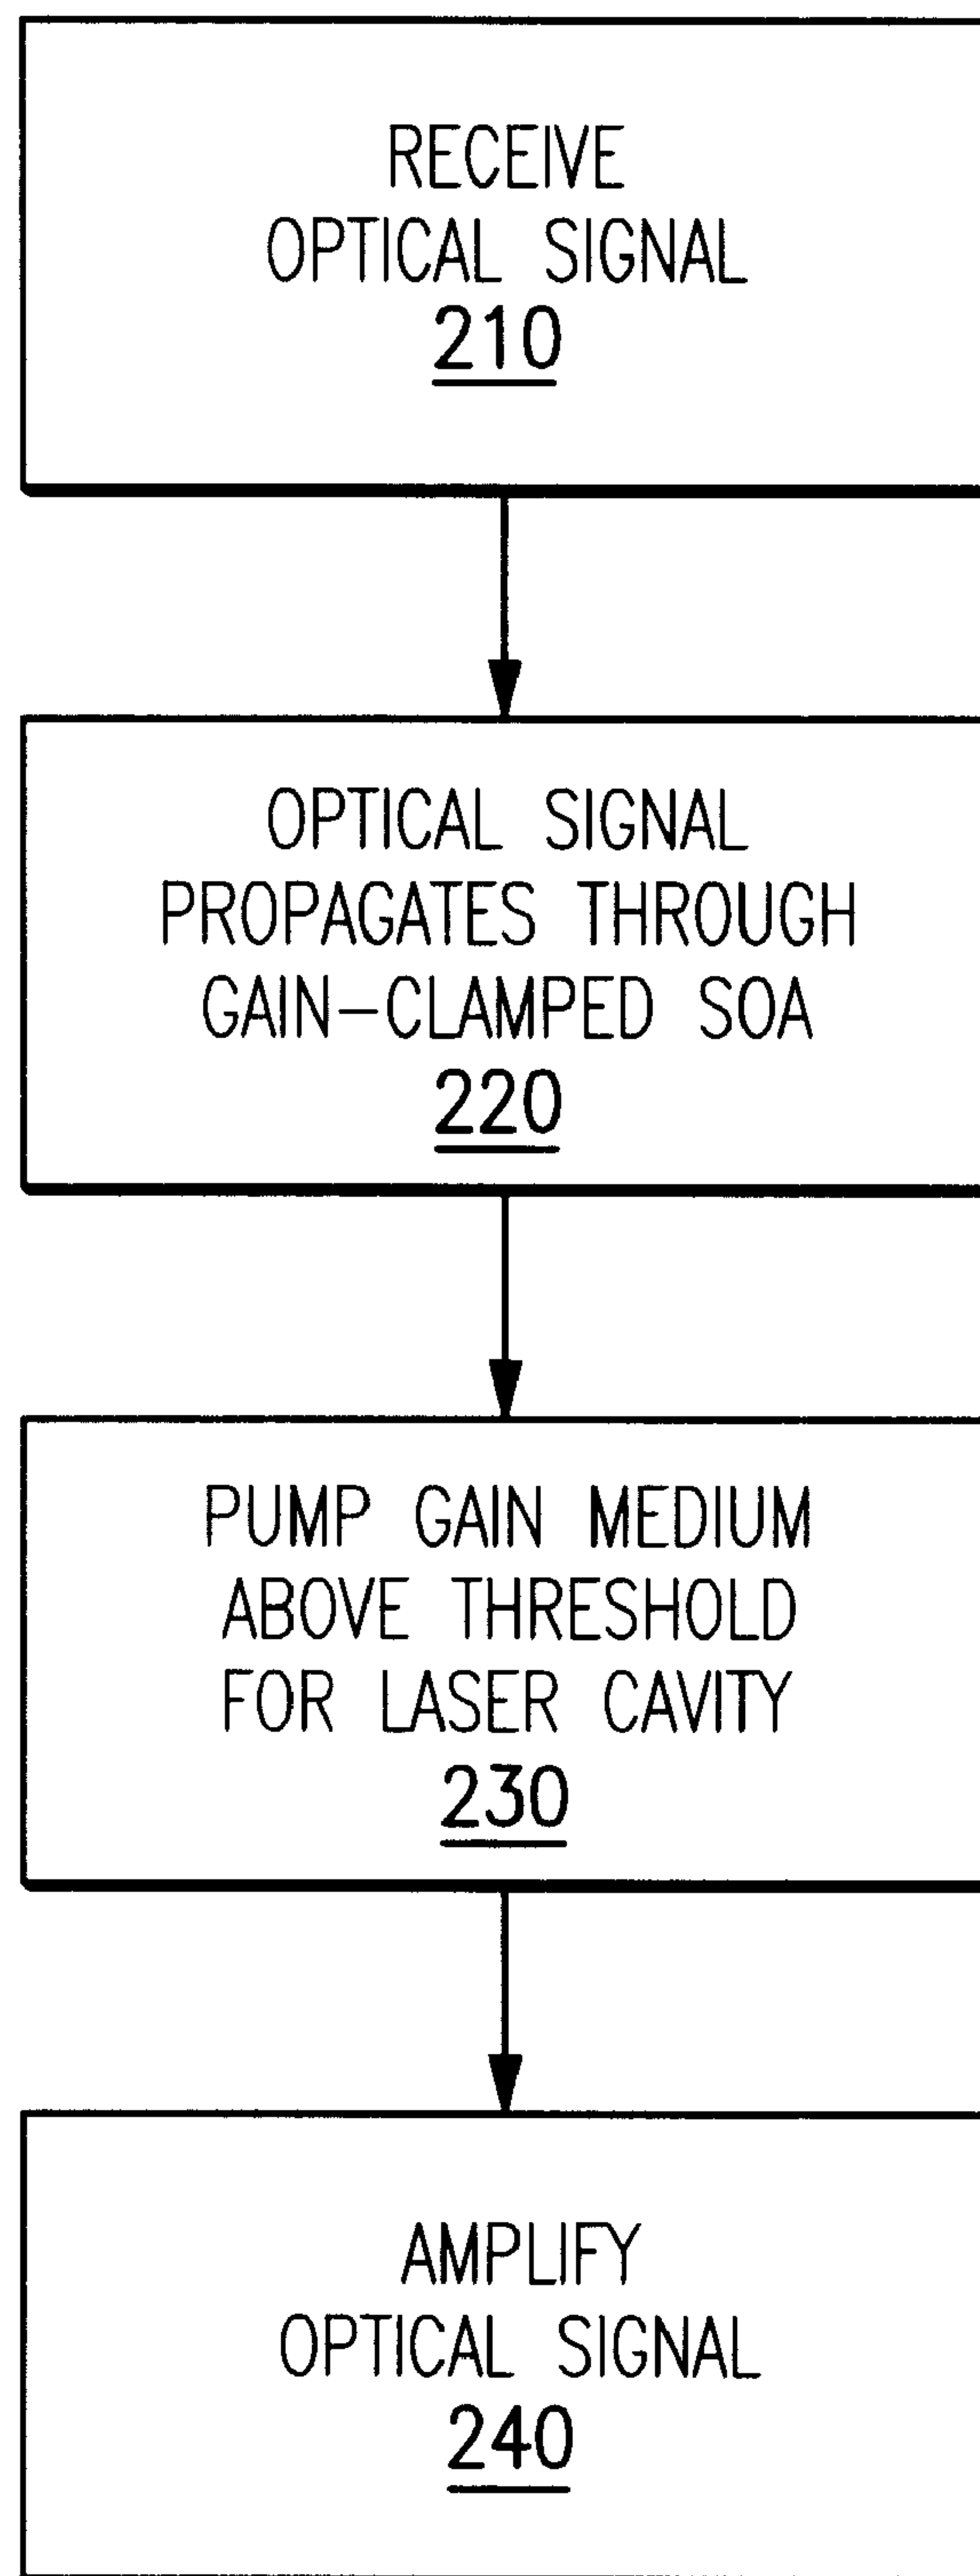 RECEIVE
OPTICAL SIGNAL
210
OPTICAL SIGNAL
PROPAGATES THROUGH
GAIN-CLAMPED SOA
220
PUMP GAIN MEDIUM
ABOVE THRESHOLD
FOR LASER CAVITY
230
AMPLIFY
OPTICAL SIGNAL
240